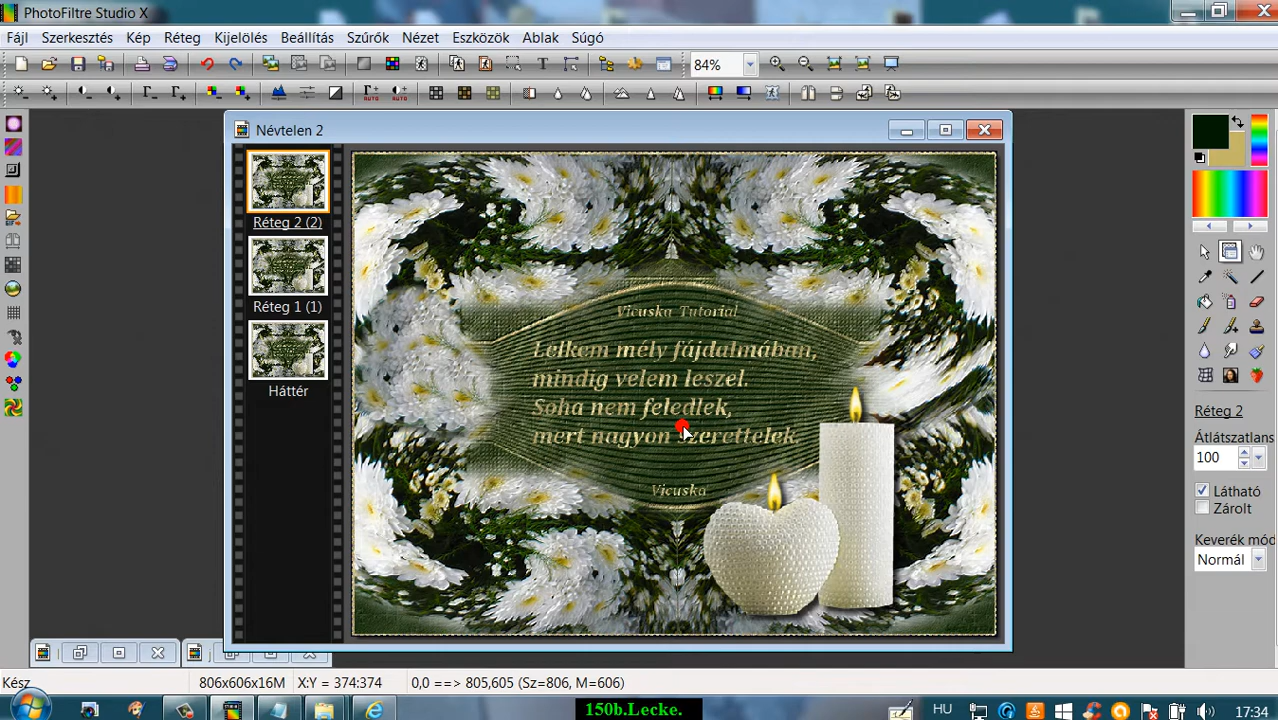 PhotoFiltre Studio X
Fájl Szerkesztés Kép Réteg Kijelölés Beállítás Szűrők Nézet Eszközök Ablak Súgó
84%
AUTO AUTO
Névtelen 2
Réteg 2 (2)
Réteg 1 (1)
Háttér
Vicuska Tutorial
Lelkem mély fájdalmában,
mindig velem leszel.
Soha nem feledlek,
mert nagyon szerettelek.
Vicuska
Réteg 2
Átlátszatlans
100
Látható
Zárolt
Keverék mód
Normál
Kész
806x606x16M
X:Y = 374:374
0,0 ==> 805,605 (Sz=806, M=606)
150b.Lecke.
HU
17:34